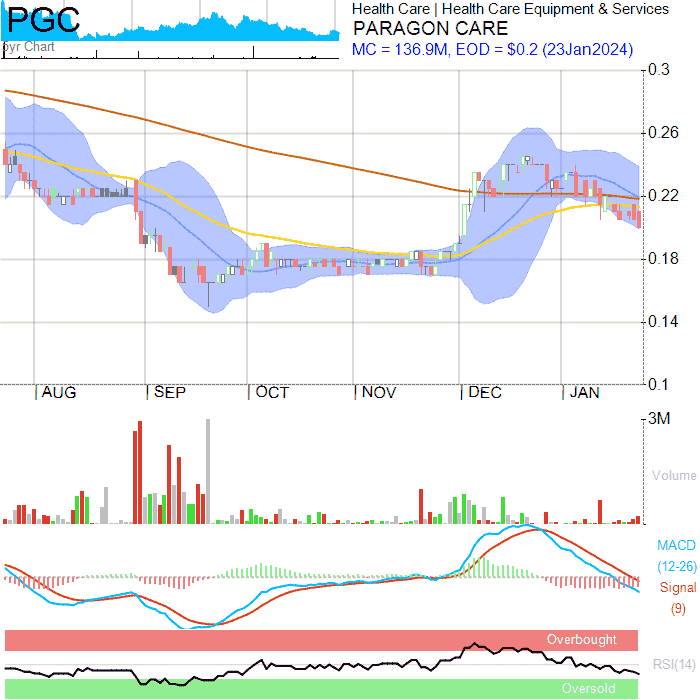 PGC
5yr Chart
Health Care | Health Care Equipment & Services
PARAGON CARE
MC = 136.9M, EOD = $0.2 (23Jan2024)
0.3
0.26
0.22
0.18
0.14
0.1
AUG SEP OCT NOV DEC JAN
3M
Volume
MACD
(12-26)
Signal
(9)
Overbought
RSI(14)
Oversold